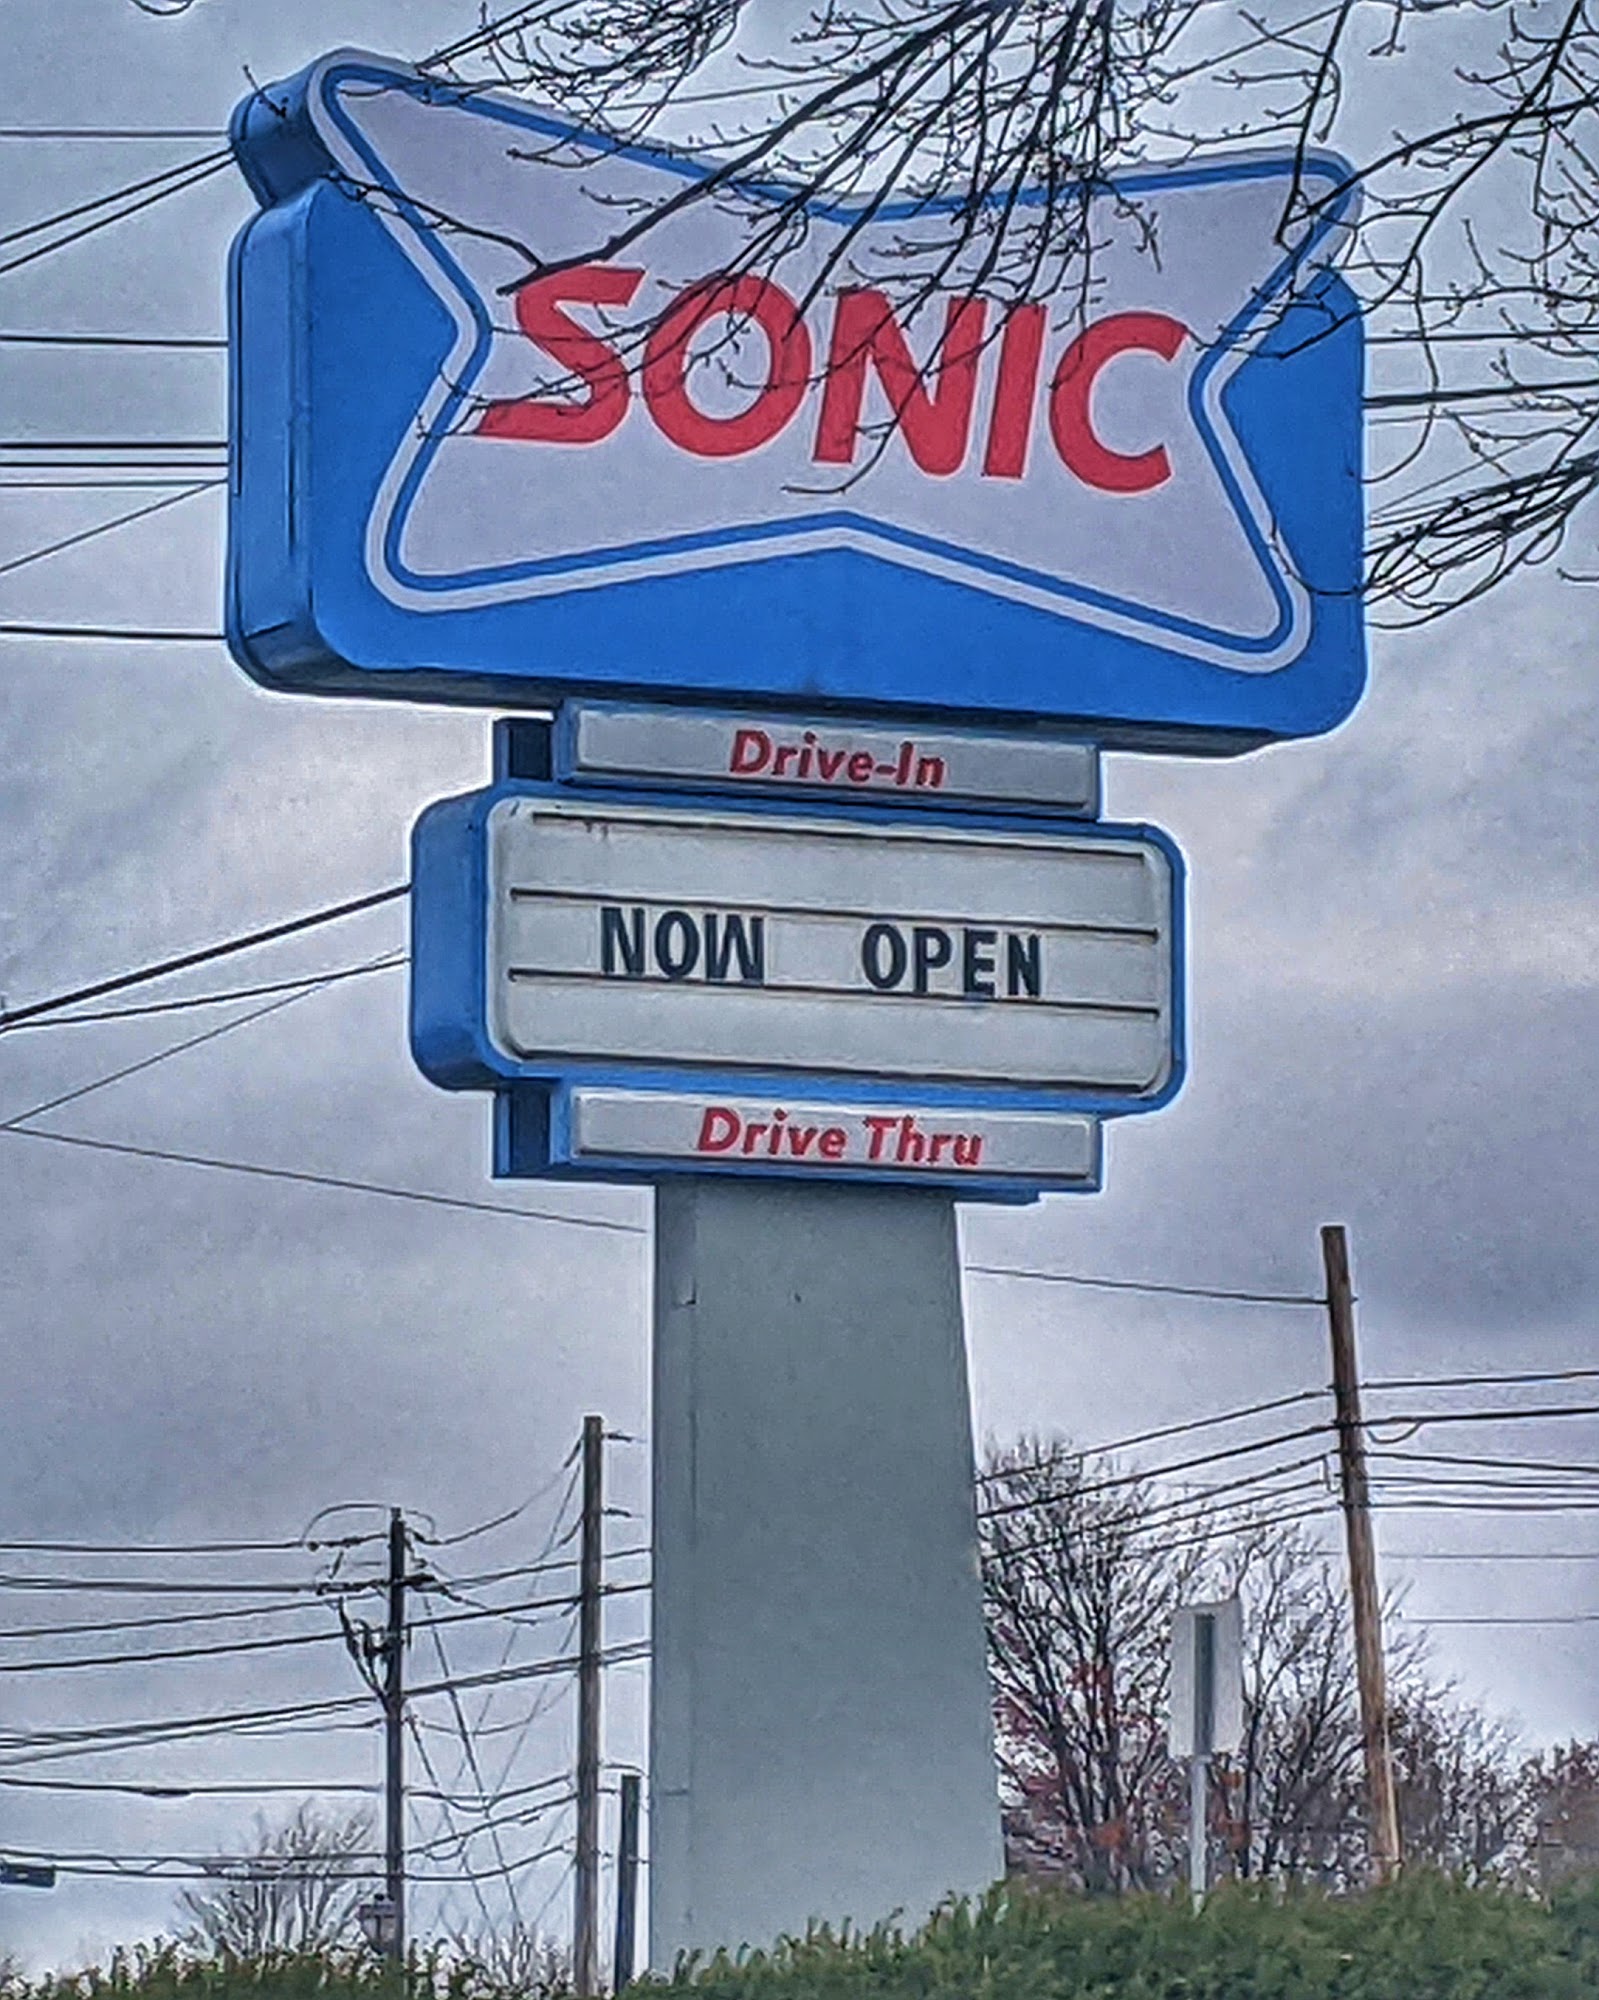 SONIC
Drive-In
NOW OPEN
Drive Thru